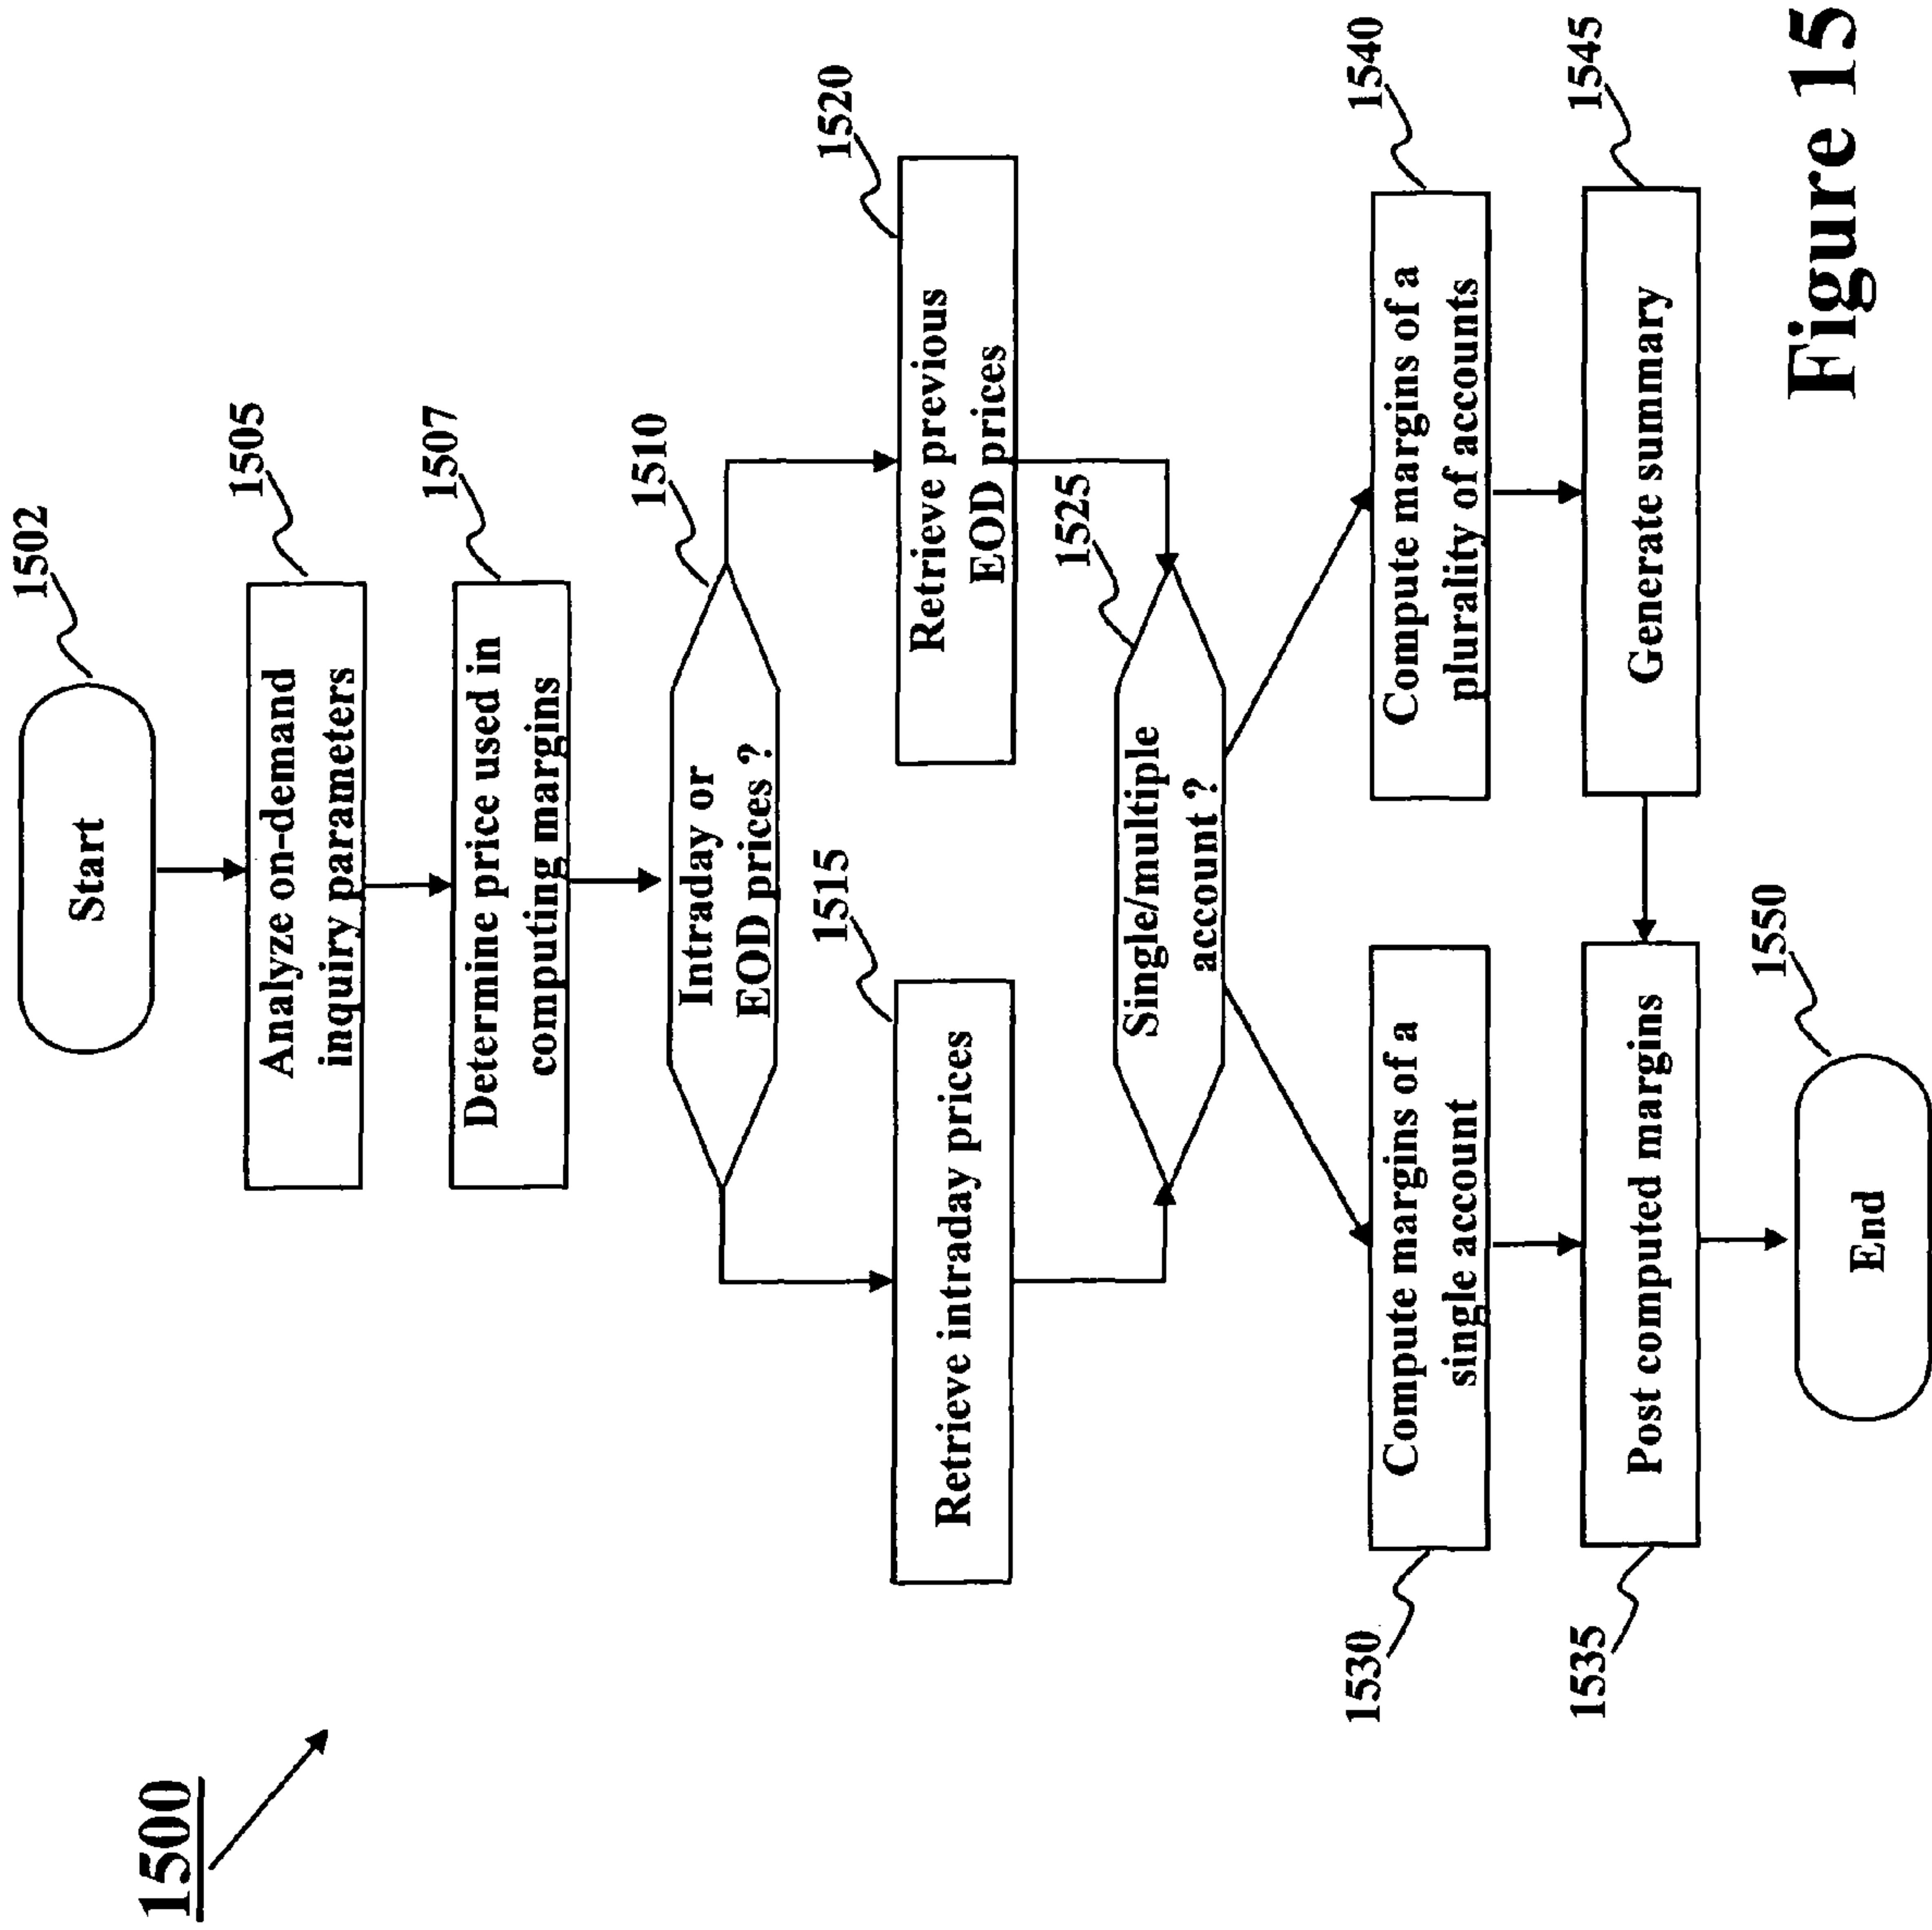 1500
1502
Start
1505
Analyze on-demand
inquiry parameters
1507
Determine price used in
computing margins
1510
Intraday or
EOD prices ?
1515
Retrieve intraday prices
1520
Retrieve previous
EOD prices
1525
Single/multiple
account ?
1530
Compute margins of a
single account
1540
Compute margins of a
plurality of accounts
1535
Post computed margins
1545
Generate summary
1550
End
Figure 15